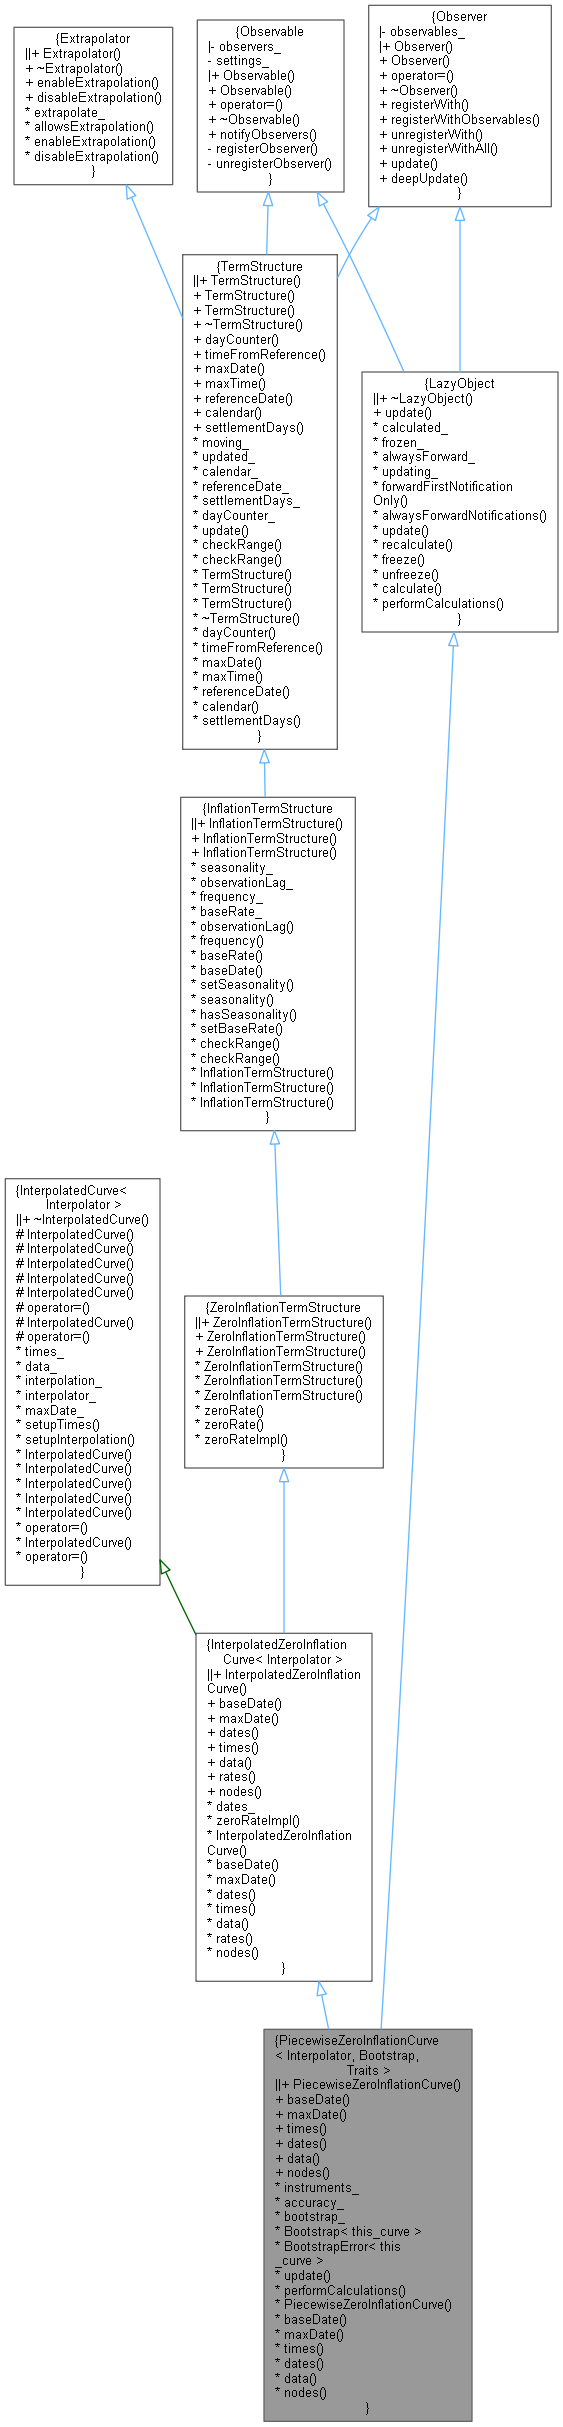 {Extrapolator
||+ Extrapolator()
+ ~Extrapolator()
+ enableExtrapolation()
+ disableExtrapolation()
* extrapolate_
* allowsExtrapolation()
* enableExtrapolation()
* disableExtrapolation()
}
{Observable
|- observers_
- settings_
|+ Observable()
+ Observable()
+ operator=()
+ ~Observable()
+ notifyObservers()
- registerObserver()
- unregisterObserver()
}
{Observer
|- observables_
|+ Observer()
+ Observer()
+ operator=()
+ ~Observer()
+ registerWith()
+ registerWithObservables()
+ unregisterWith()
+ unregisterWithAll()
+ update()
+ deepUpdate()
}
{TermStructure
||+ TermStructure()
+ TermStructure()
+ TermStructure()
+ ~TermStructure()
+ dayCounter()
+ timeFromReference()
+ maxDate()
+ maxTime()
+ referenceDate()
+ calendar()
+ settlementDays()
* moving_
* updated_
* calendar_
* referenceDate_
* settlementDays_
* dayCounter_
* update()
* checkRange()
* checkRange()
* TermStructure()
* TermStructure()
* TermStructure()
* ~TermStructure()
* dayCounter()
* timeFromReference()
* maxDate()
* maxTime()
* referenceDate()
* calendar()
* settlementDays()
}
{LazyObject
||+ ~LazyObject()
+ update()
* calculated_
* frozen_
* alwaysForward_
* updating_
* forwardFirstNotification
Only()
* alwaysForwardNotifications()
* update()
* recalculate()
* freeze()
* unfreeze()
* calculate()
* performCalculations()
}
{InflationTermStructure
||+ InflationTermStructure()
+ InflationTermStructure()
+ InflationTermStructure()
* seasonality_
* observationLag_
* frequency_
* baseRate_
* observationLag()
* frequency()
* baseRate()
* baseDate()
* setSeasonality()
* seasonality()
* hasSeasonality()
* setBaseRate()
* checkRange()
* checkRange()
* InflationTermStructure()
* InflationTermStructure()
* InflationTermStructure()
}
{InterpolatedCurve<
Interpolator >
||+ ~InterpolatedCurve()
# InterpolatedCurve()
# InterpolatedCurve()
# InterpolatedCurve()
# InterpolatedCurve()
# InterpolatedCurve()
# operator=()
# InterpolatedCurve()
# operator=()
* times_
* data_
* interpolation_
* interpolator_
* maxDate_
* setupTimes()
* setupInterpolation()
* InterpolatedCurve()
* InterpolatedCurve()
* InterpolatedCurve()
* InterpolatedCurve()
* InterpolatedCurve()
* operator=()
* InterpolatedCurve()
* operator=()
}
{ZeroInflationTermStructure
||+ ZeroInflationTermStructure()
+ ZeroInflationTermStructure()
+ ZeroInflationTermStructure()
* ZeroInflationTermStructure()
* ZeroInflationTermStructure()
* ZeroInflationTermStructure()
* zeroRate()
* zeroRate()
* zeroRateImpl()
}
{InterpolatedZeroInflation
Curve< Interpolator >
||+ InterpolatedZeroInflation
Curve()
+ baseDate()
+ maxDate()
+ dates()
+ times()
+ data()
+ rates()
+ nodes()
* dates_
* zeroRateImpl()
* InterpolatedZeroInflation
Curve()
* baseDate()
* maxDate()
* dates()
* times()
* data()
* rates()
* nodes()
}
{PiecewiseZeroInflationCurve
< Interpolator, Bootstrap,
Traits >
||+ PiecewiseZeroInflationCurve()
+ baseDate()
+ maxDate()
+ times()
+ dates()
+ data()
+ nodes()
* instruments_
* accuracy_
* bootstrap_
* Bootstrap< this_curve >
* BootstrapError< this
_curve >
* update()
* performCalculations()
* PiecewiseZeroInflationCurve()
* baseDate()
* maxDate()
* times()
* dates()
* data()
* nodes()
}